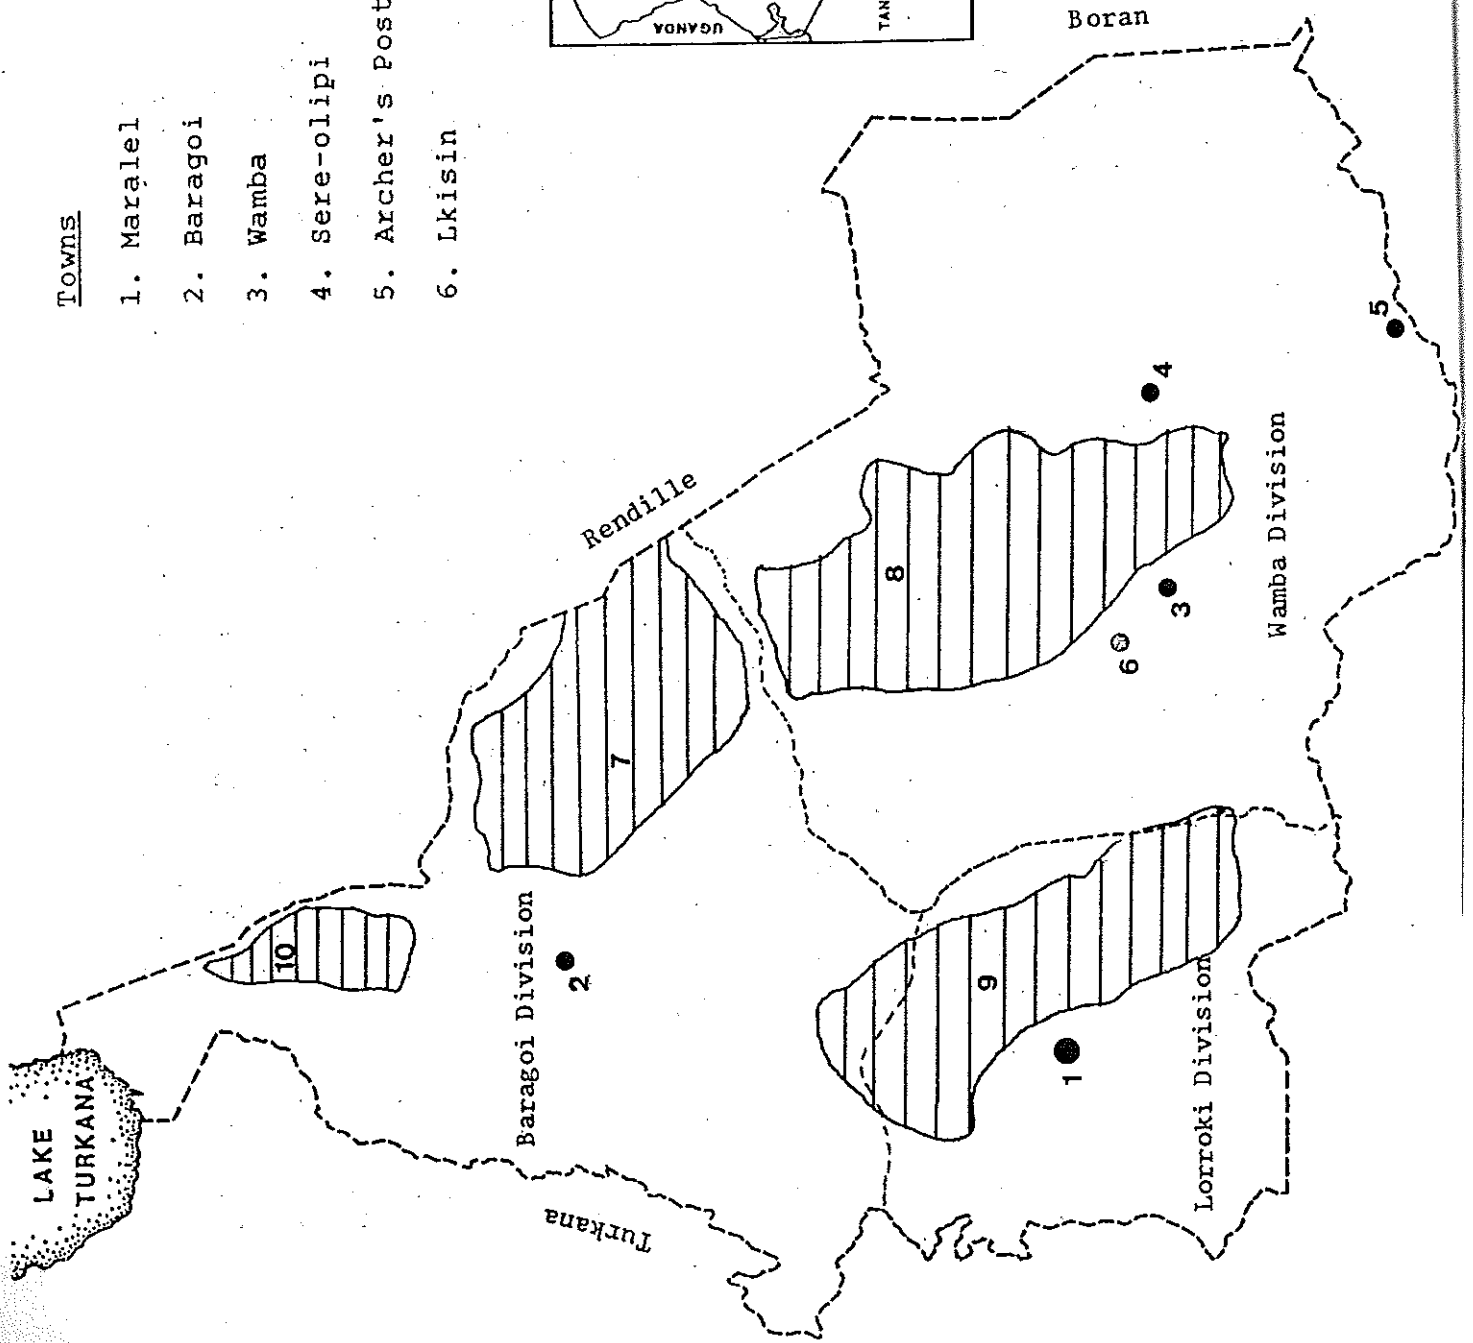 Towns
1. Maralel
2. Baragoi
3. Wamba
4. Sere-olipi
5. Archer's Post
6. Lkisin
UGANDA
TAN
LAKE
TURKANA
Boran
Rendille
Turkana
Baragoi Division
Wamba Division
Lorroki Division
10
7
8
9
2
1
6
3
4
5